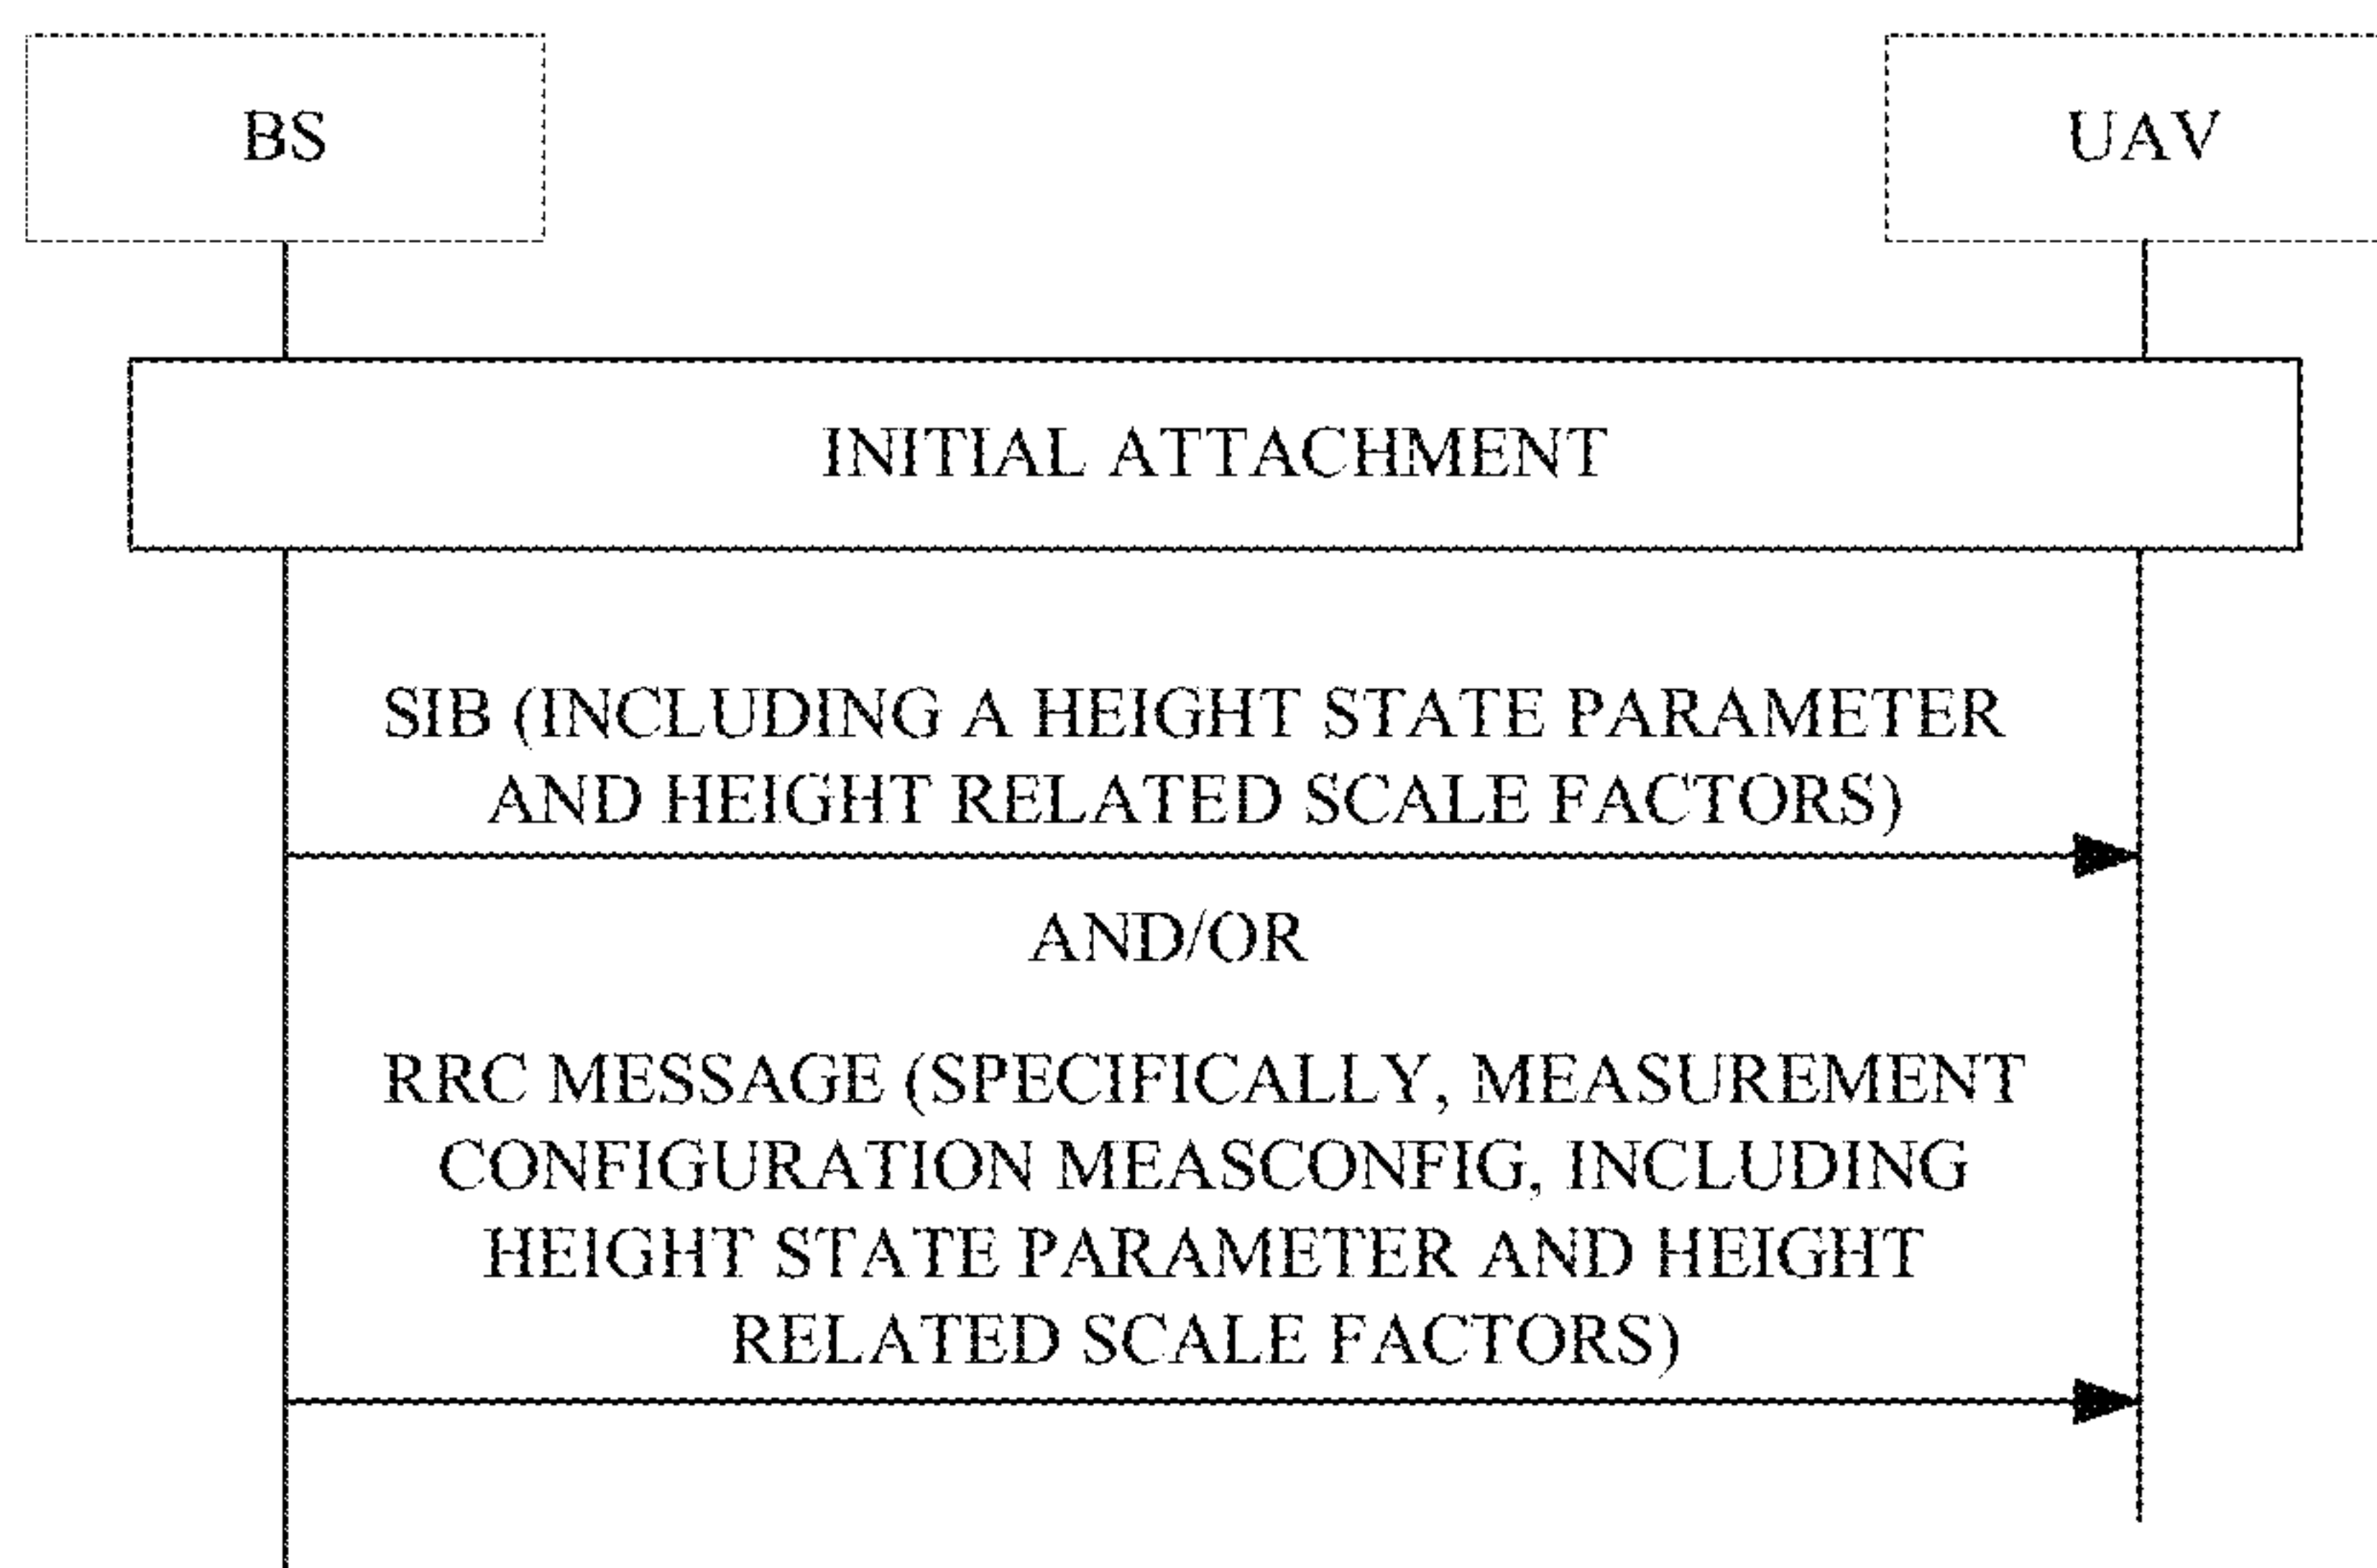 BS
UAV
INITIAL ATTACHMENT
SIB (INCLUDING A HEIGHT STATE PARAMETER
AND HEIGHT RELATED SCALE FACTORS)
AND/OR
RRC MESSAGE (SPECIFICALLY, MEASUREMENT
CONFIGURATION MEASCONFIG, INCLUDING
HEIGHT STATE PARAMETER AND HEIGHT
RELATED SCALE FACTORS)